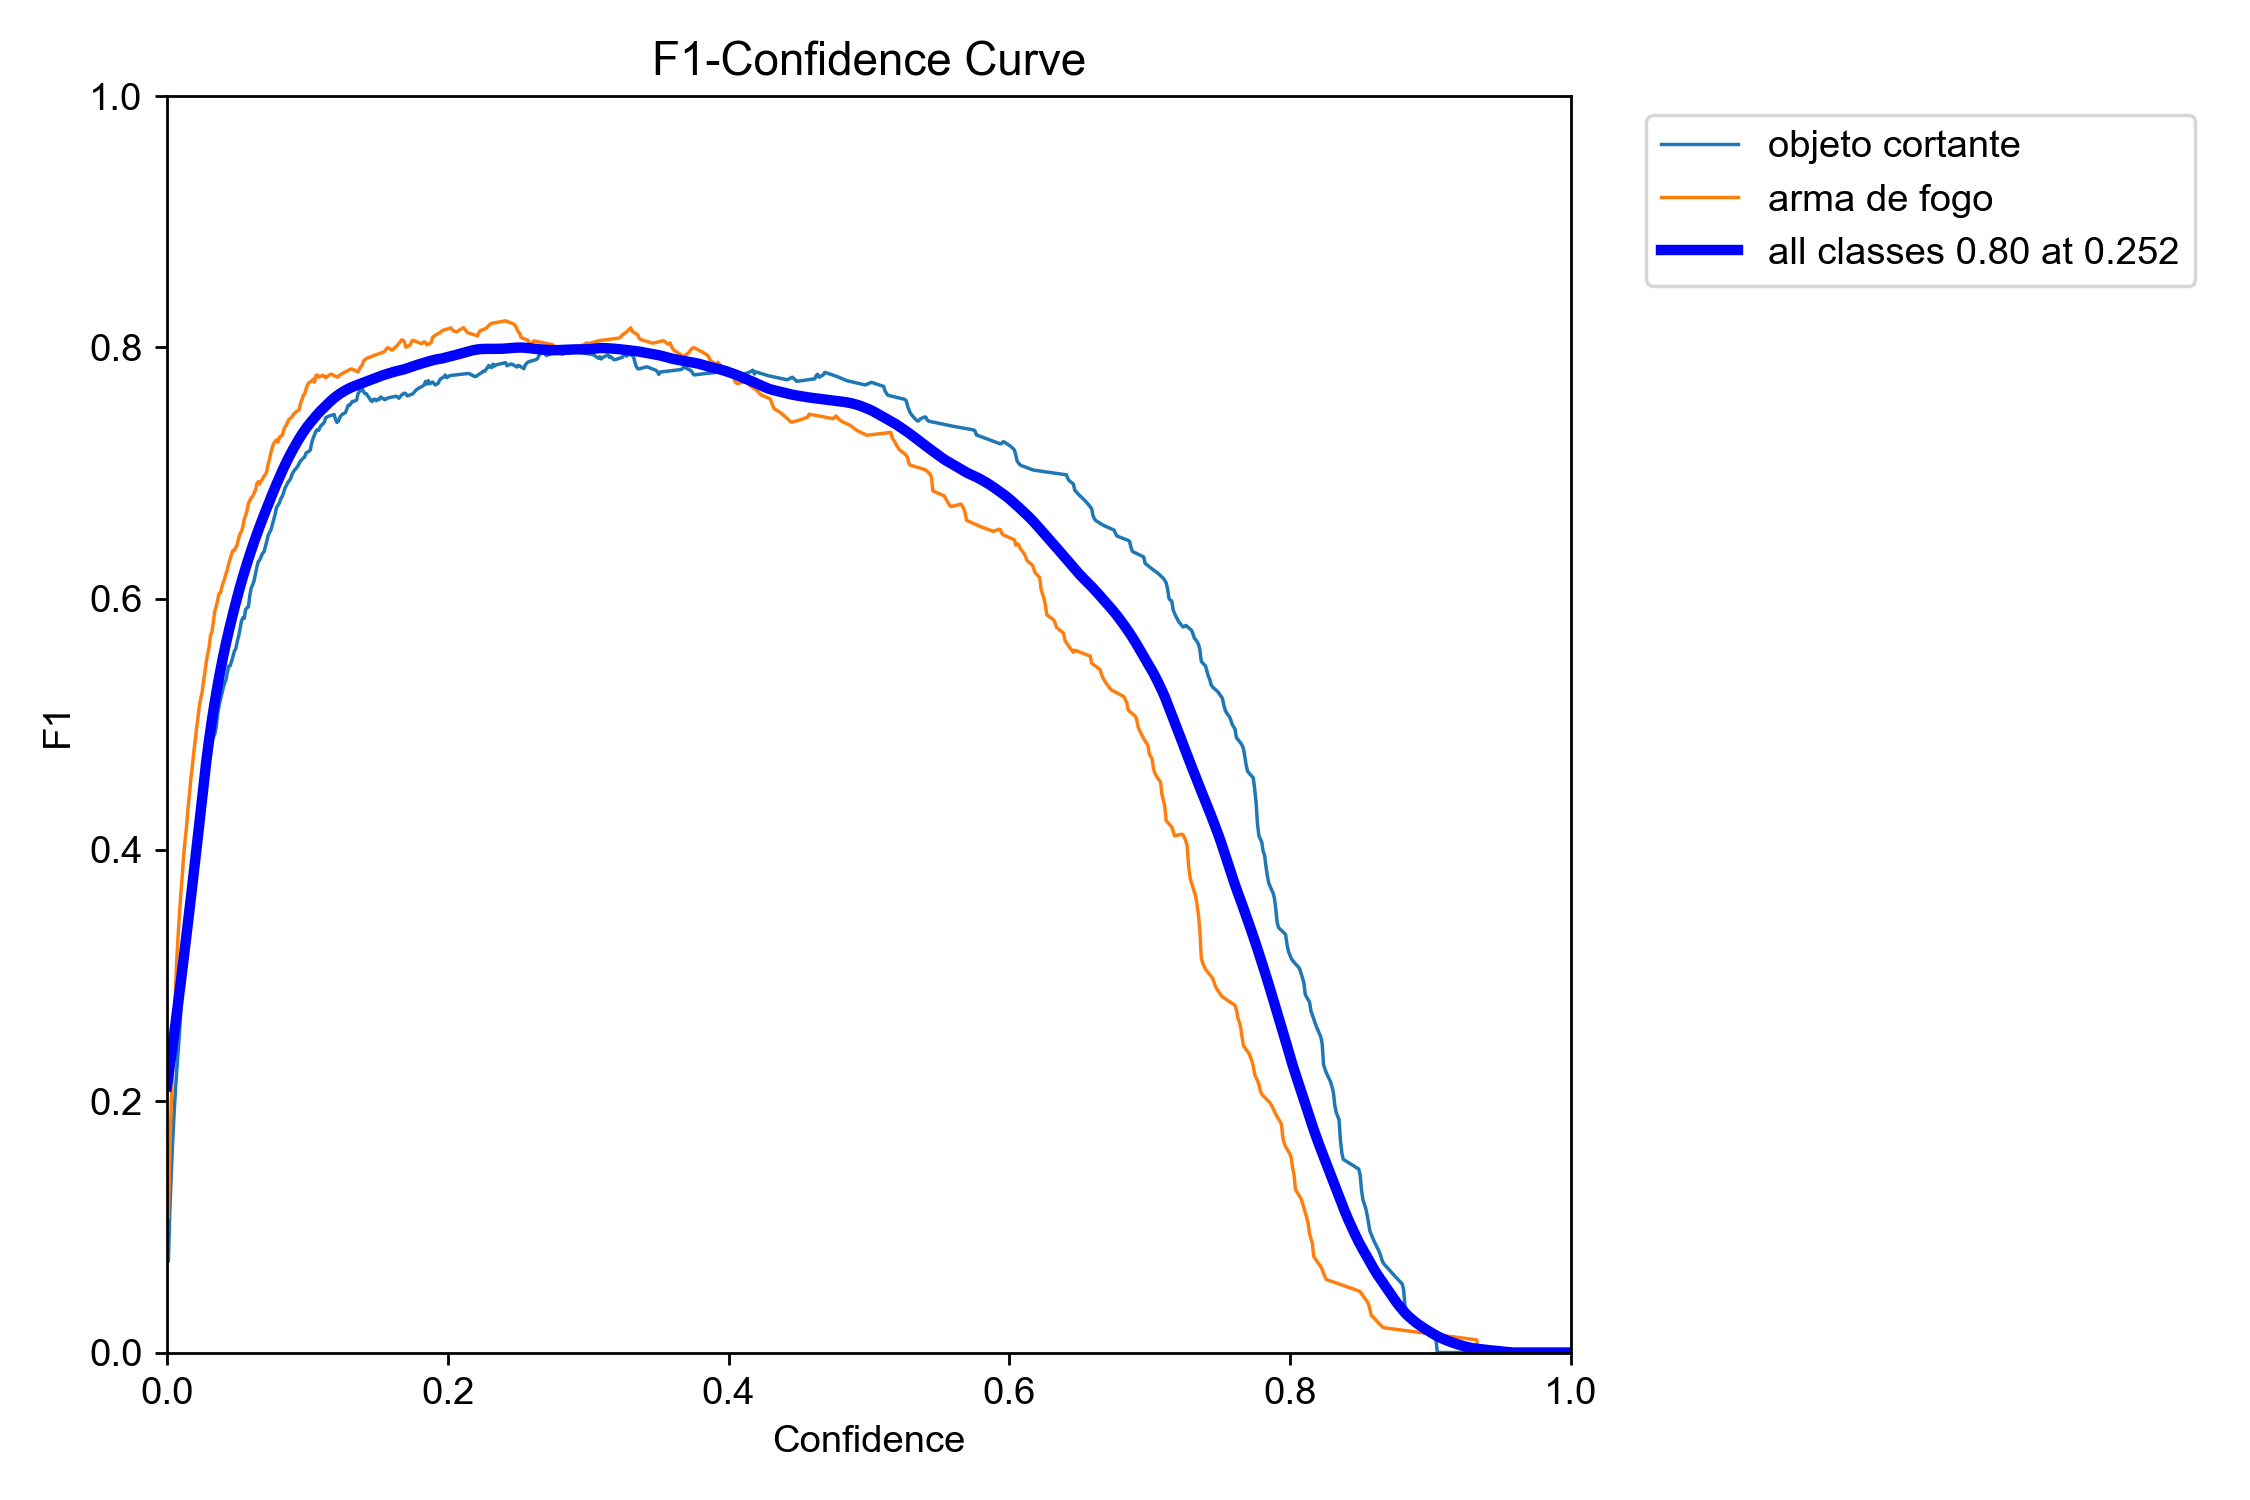 F1-Confidence Curve
1.0
0.8
0.6
0.4
0.2
0.0
F1
0.0 0.2 0.4 0.6 0.8 1.0
Confidence
objeto cortante
arma de fogo
all classes 0.80 at 0.252